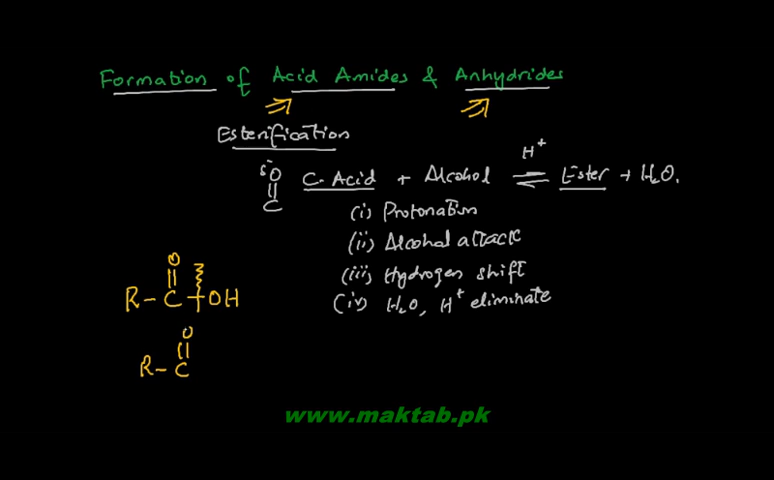 Formation of Acid Amides & Anhydrides
Esterification
δ- O C-Acid + Alcohol H+ ⇌ Ester + H2O.
C
(i) Protonation
(ii) Alcohol attack
(iii) Hydrogen shift
(iv) H2O, H+ eliminate
O
R-C-OH
O
R-C
www.maktab.pk